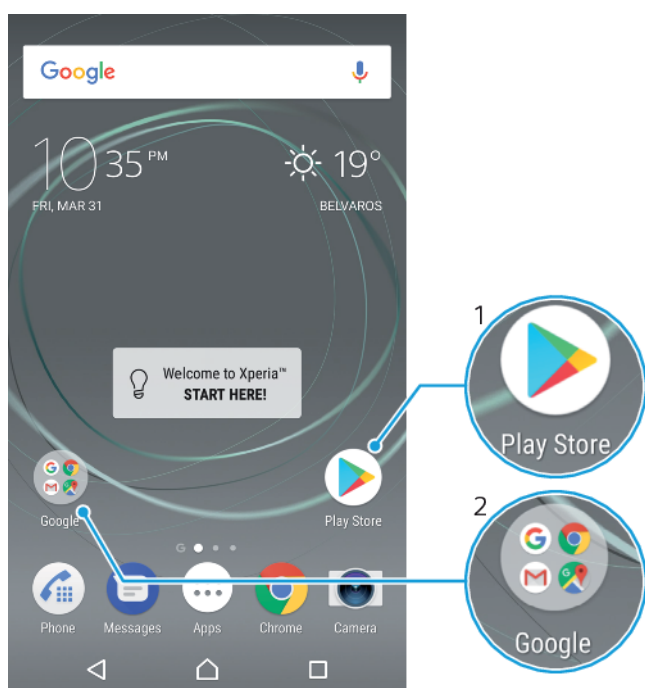 Google
10 35 PM
19°
FRI, MAR 31
BELVAROS
Welcome to Xperia™
START HERE!
1
Play Store
2
Google
Google
Play Store
G
Phone
Messages
Apps
Chrome
Camera